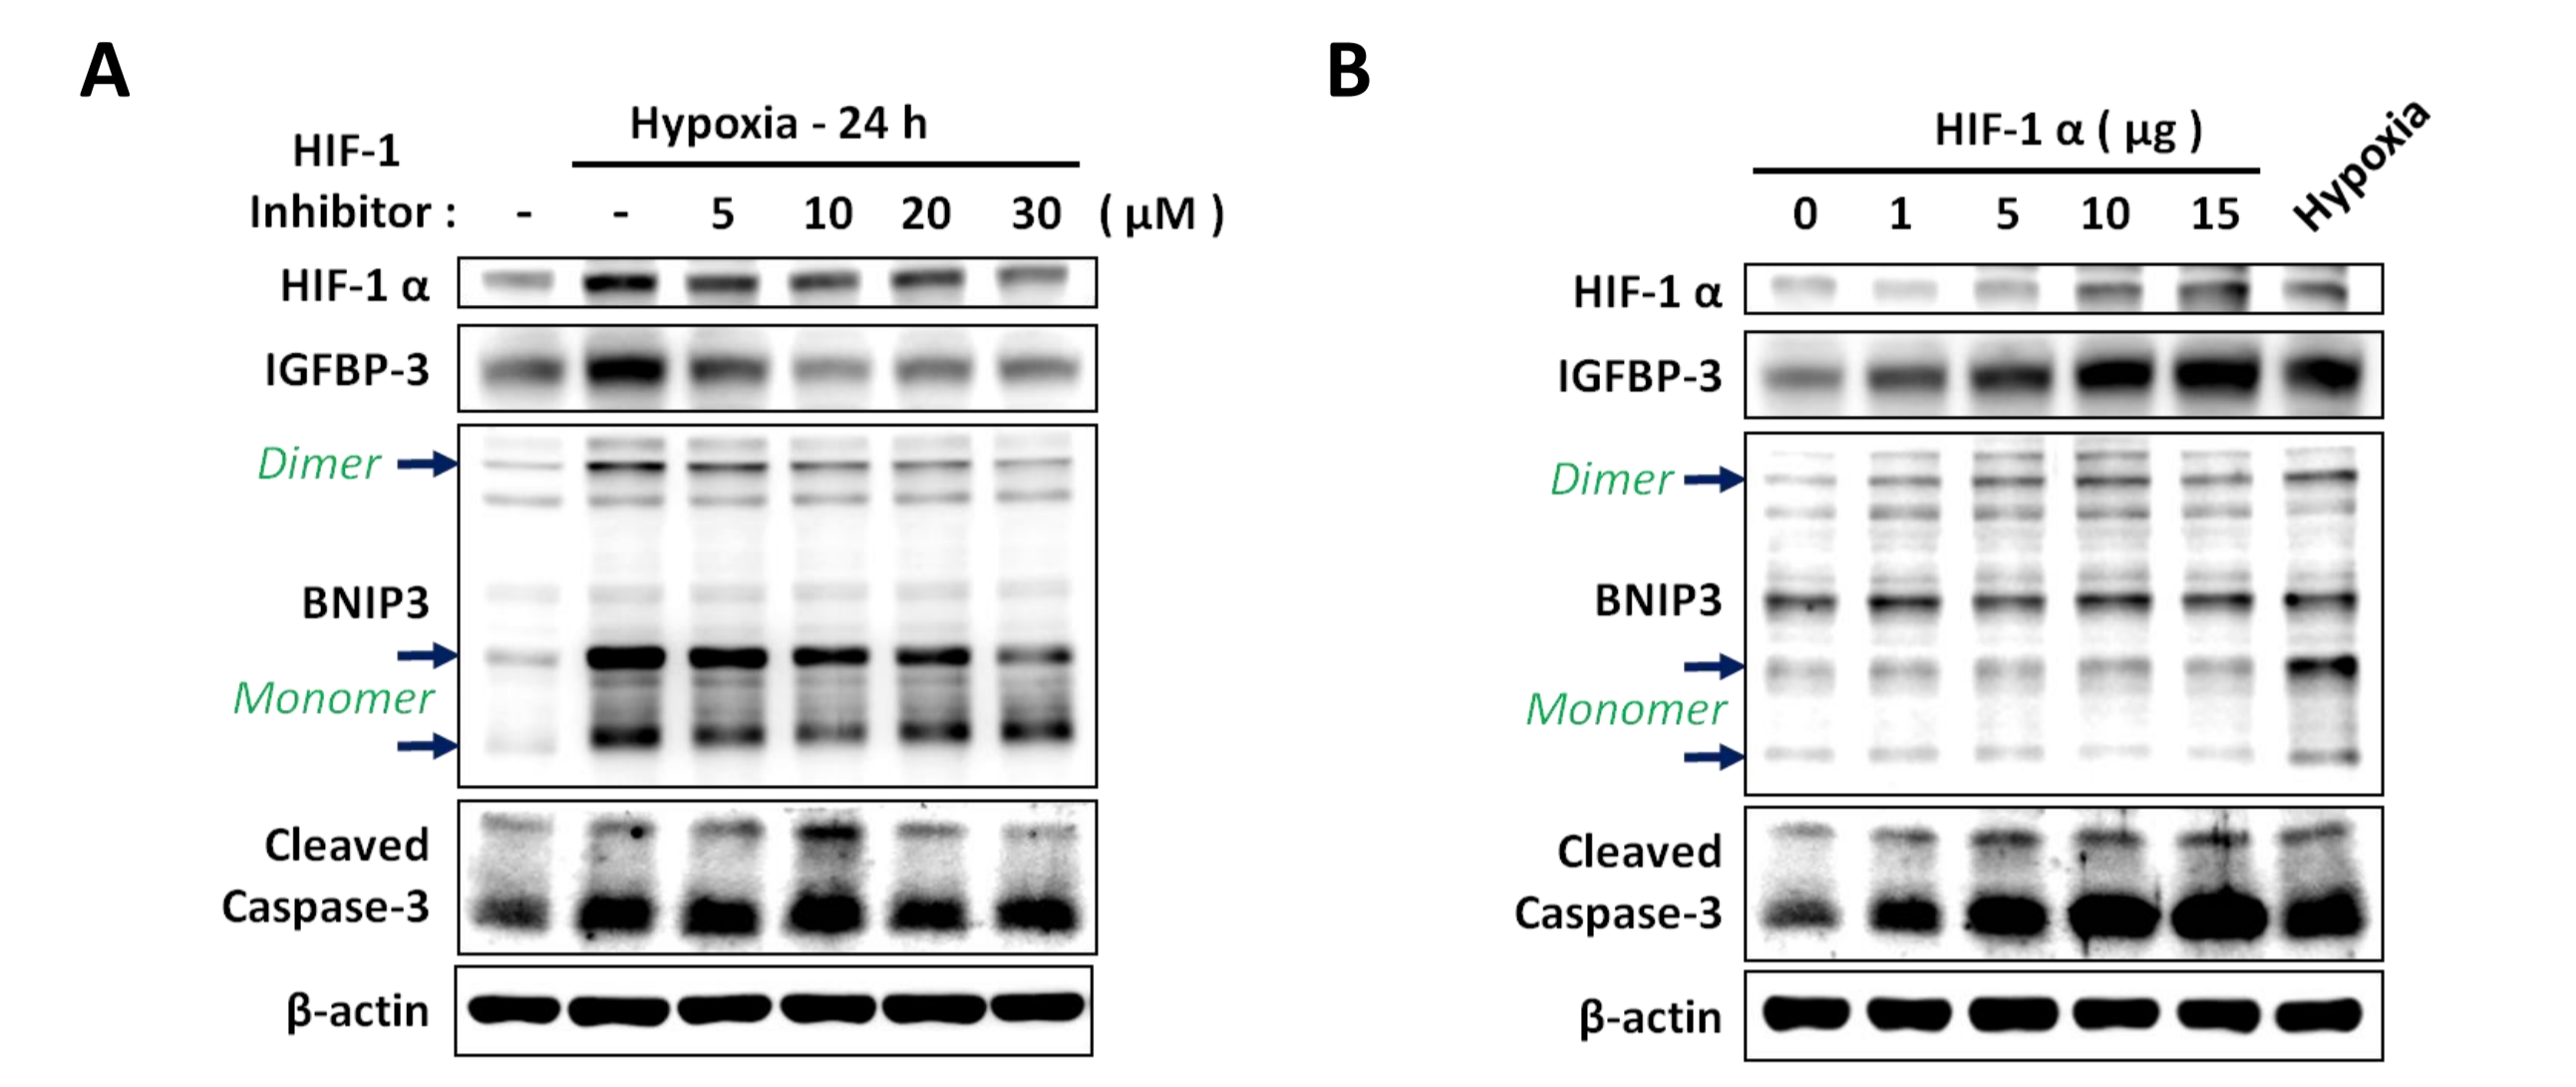 A
Hypoxia - 24 h
HIF-1
Inhibitor : - - 5 10 20 30 ( μM )
HIF-1 α
IGFBP-3
Dimer
BNIP3
Monomer
Cleaved
Caspase-3
β-actin
B
HIF-1 α ( μg )
Hypoxia
0 1 5 10 15
HIF-1 α
IGFBP-3
Dimer
BNIP3
Monomer
Cleaved
Caspase-3
β-actin